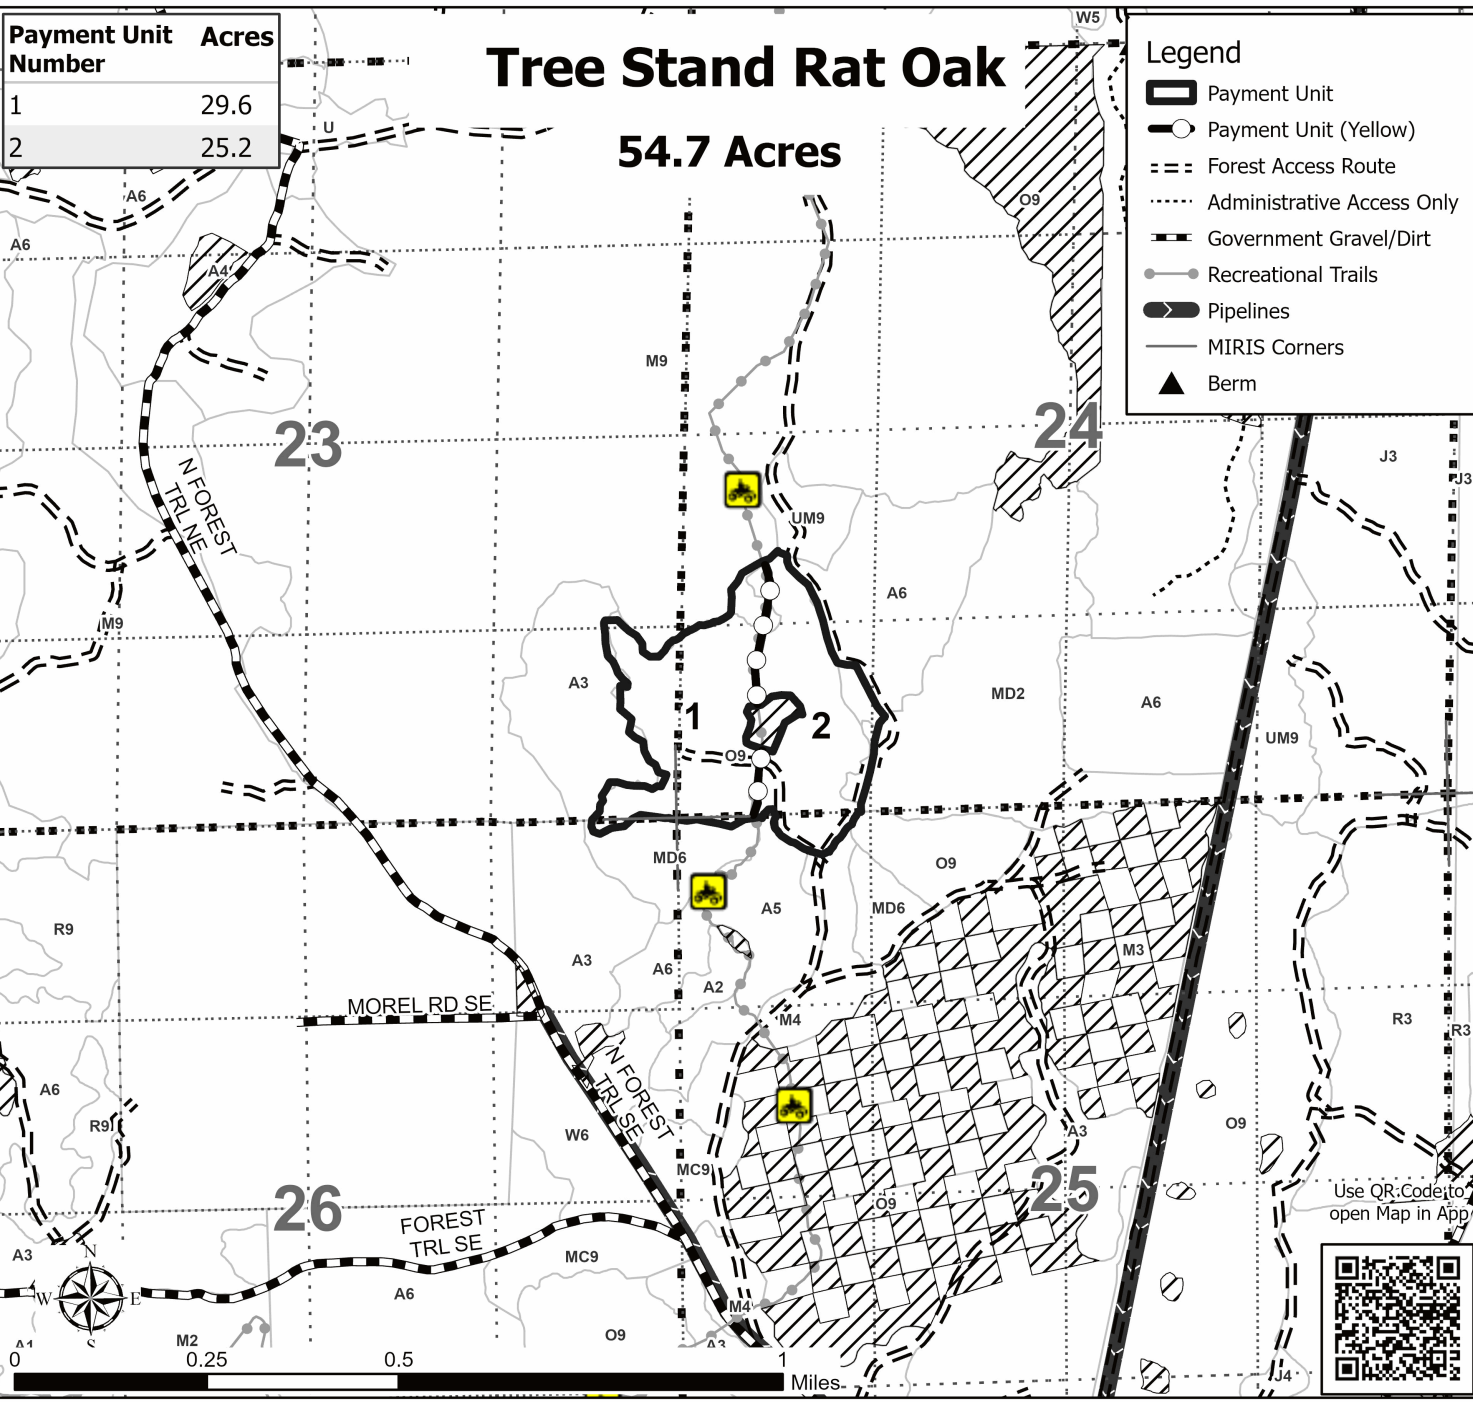 Payment Unit Number Acres
1 29.6
2 25.2
Tree Stand Rat Oak
54.7 Acres
Legend
Payment Unit
Payment Unit (Yellow)
Forest Access Route
Administrative Access Only
Government Gravel/Dirt
Recreational Trails
Pipelines
MIRIS Corners
Berm
W5
U
A6
O9
A6
A4
M9
23
24
J3
J3
N FOREST
TRL NE
UM9
A6
M9
A3
MD2
A6
1
2
UM9
O9
MD6
O9
A5
MD6
R9
M3
A3
A6
A2
MOREL RD SE
M4
R3
R3
N FOREST
TRL SE
A6
R9
W6
A3
O9
MC9
25
26
O9
Use QR Code to
open Map in App
FOREST
TRL SE
A3
MC9
N
W E
S
A6
M4
A1
M2
O9
A3
J4
0 0.25 0.5 1
Miles